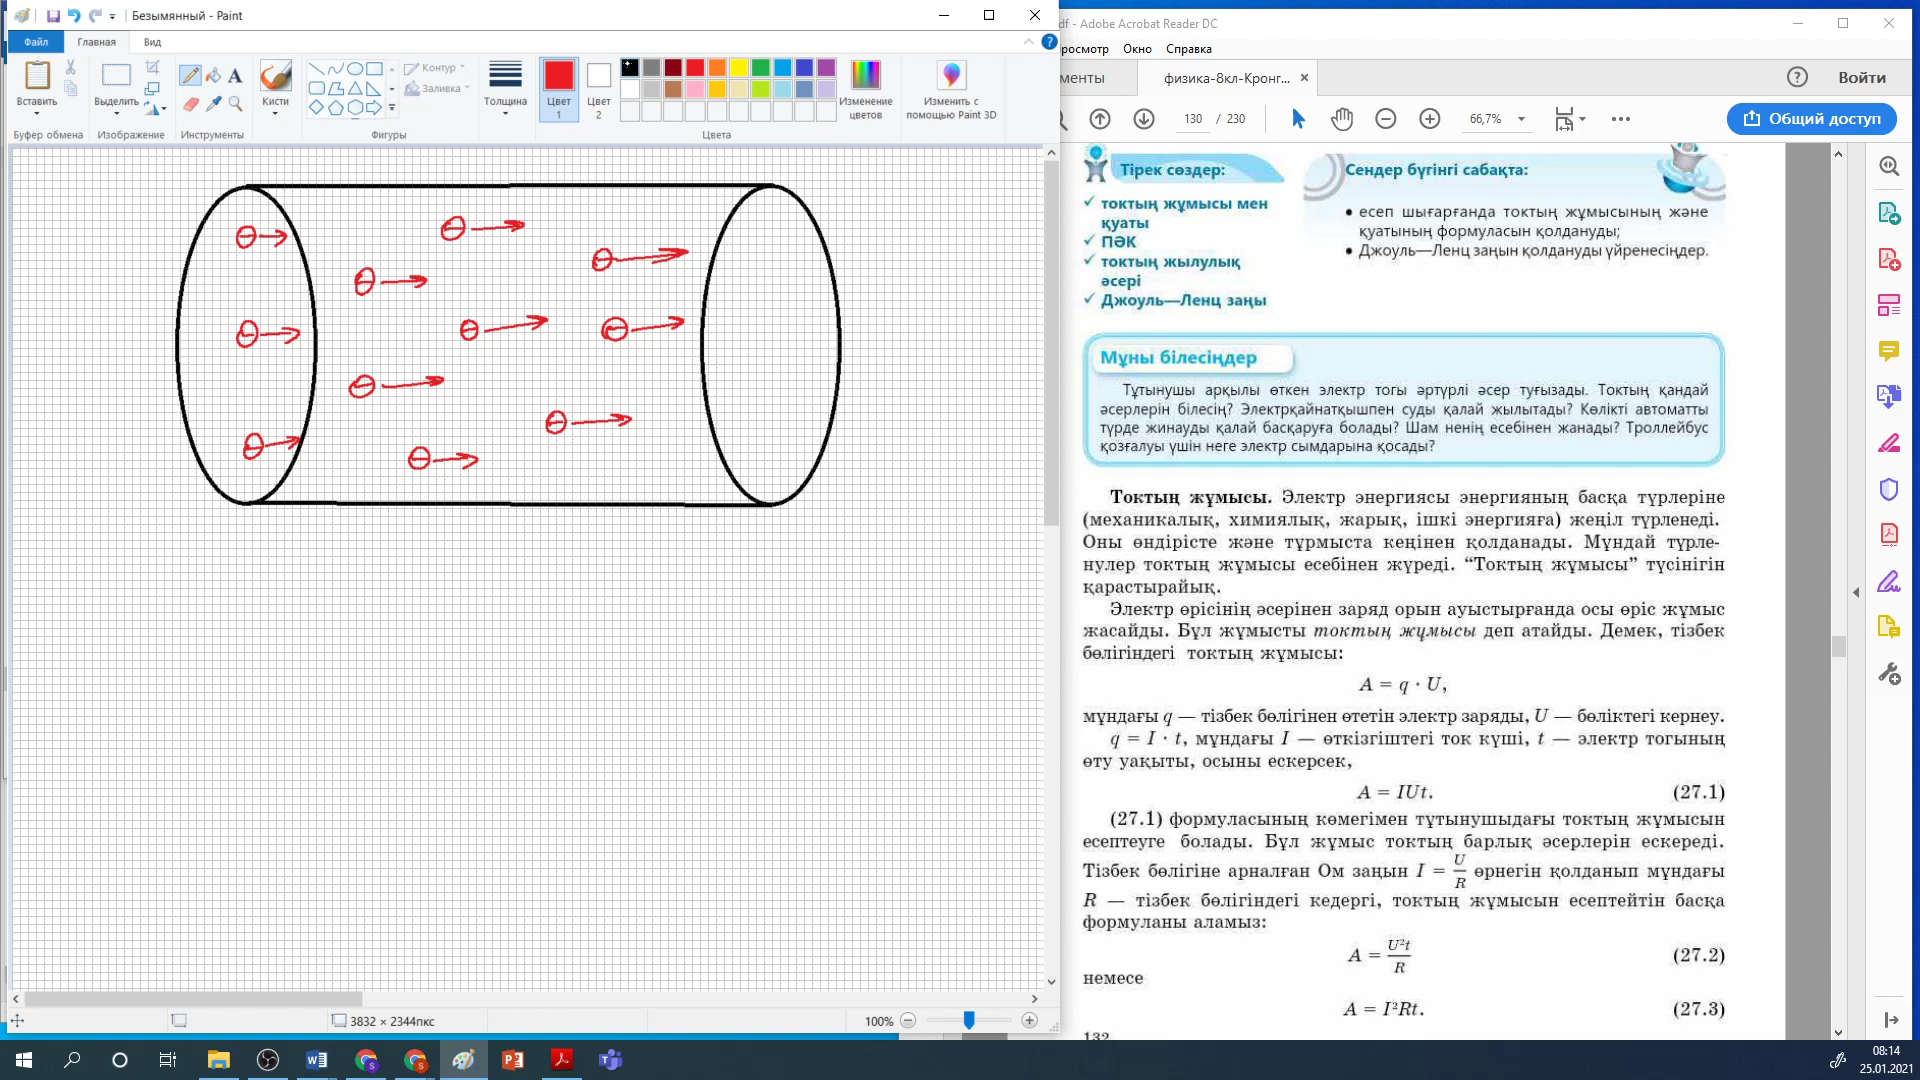 Безымянный - Paint
Файл
Главная
Вид
Вставить
Выделить
Кисти
Контур
Заливка
Толщина
Цвет
1
Цвет
2
Изменение
цветов
Изменить с
помощью Paint 3D
Буфер обмена
Изображение
Инструменты
Фигуры
Цвета
3832 × 2344пкс
100%
df - Adobe Acrobat Reader DC
росмотр Окно Справка
менты
физика-8кл-Кронг...
Войти
130 / 230
66,7%
Общий доступ
Тірек сөздер:
токтың жұмысы мен
қуаты
ПӘК
токтың жылулық
әсері
Джоуль—Ленц заңы
Сендер бүгінгі сабақта:
• есеп шығарғанда токтың жұмысының және
қуатының формуласын қолдануды;
• Джоуль—Ленц заңын қолдануды үйренесіңдер.
Мұны білесіңдер
Тұтынушы арқылы өткен электр тогы әртүрлі әсер туғызады. Токтың қандай
әсерлерін білесің? Электрқайнатқышпен суды қалай жылытады? Көлікті автоматты
түрде жинауды қалай басқаруға болады? Шам ненің есебінен жанады? Троллейбус
қозғалуы үшін неге электр сымдарына қосады?
Токтың жұмысы. Электр энергиясы энергияның басқа түрлеріне
(механикалық, химиялық, жарық, ішкі энергияға) жеңіл түрленеді.
Оны өндірісте және тұрмыста кеңінен қолданады. Мұндай түрле-
нулер токтың жұмысы есебінен жүреді. “Токтың жұмысы” түсінігін
қарастырайық.
Электр өрісінің әсерінен заряд орын ауыстырғанда осы өріс жұмыс
жасайды. Бұл жұмысты токтың жұмысы деп атайды. Демек, тізбек
бөлігіндегі токтың жұмысы:
A = q · U,
мұндағы q — тізбек бөлігінен өтетін электр заряды, U — бөліктегі кернеу.
q = I · t, мұндағы I — өткізгіштегі ток күші, t — электр тогының
өту уақыты, осыны ескерсек,
A = IUt. (27.1)
(27.1) формуласының көмегімен тұтынушыдағы токтың жұмысын
есептеуге болады. Бұл жұмыс токтың барлық әсерлерін ескереді.
Тізбек бөлігіне арналған Ом заңын I = U/R өрнегін қолданып мұндағы
R — тізбек бөлігіндегі кедергі, токтың жұмысын есептейтін басқа
формуланы аламыз:
A = U²t/R (27.2)
немесе
A = I²Rt. (27.3)
132
08:14
25.01.2021